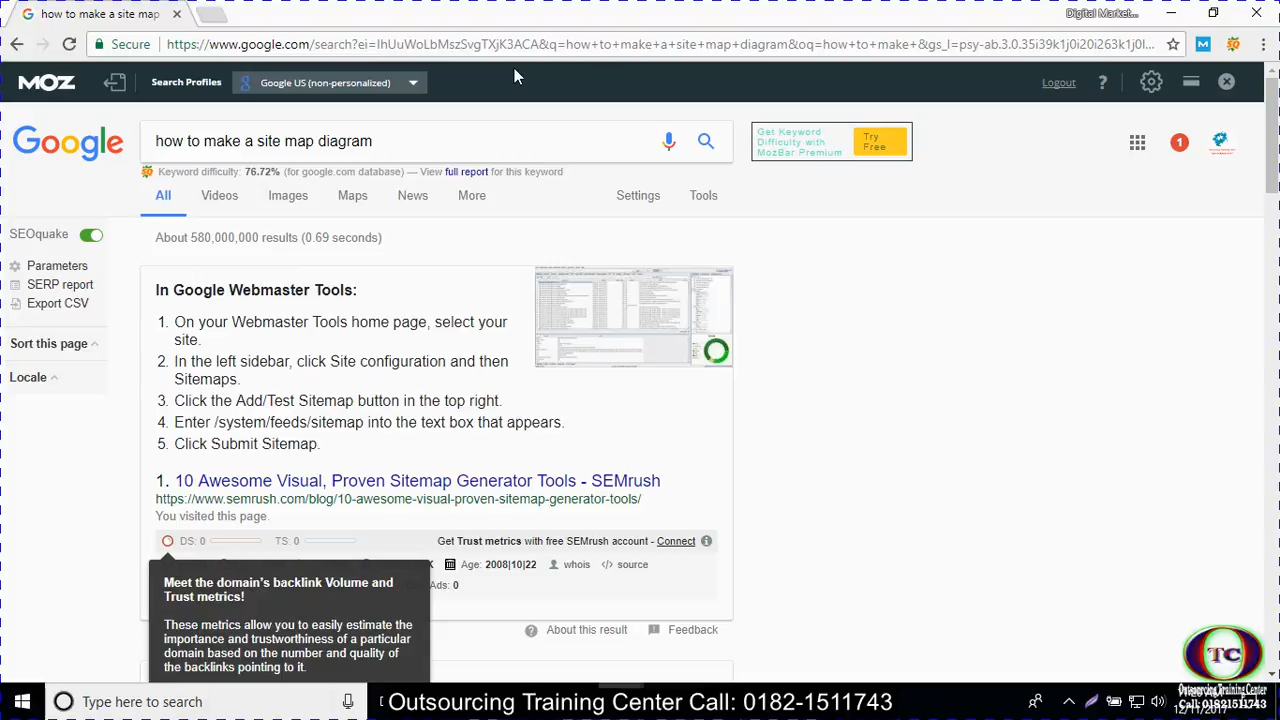 how to make a site map
Digital Market...
Secure
https://www.google.com/search?ei=IhUuWoLbMszSvgTXjK3ACA&q=how+to+make+a+site+map+diagram&oq=how+to+make+&gs_l=psy-ab.3.0.35i39k1j0i20i263k1j0l...
MOZ
Search Profiles
Google US (non-personalized)
Logout
?
Google
how to make a site map diagram
Get Keyword
Difficulty with
MozBar Premium
Try
Free
1
Keyword difficulty: 76.72% (for google.com database) — View full report for this keyword
All
Videos
Images
Maps
News
More
Settings
Tools
SEOquake
Parameters
SERP report
Export CSV
Sort this page
Locale
About 580,000,000 results (0.69 seconds)
In Google Webmaster Tools:
1. On your Webmaster Tools home page, select your
site.
2. In the left sidebar, click Site configuration and then
Sitemaps.
3. Click the Add/Test Sitemap button in the top right.
4. Enter /system/feeds/sitemap into the text box that appears.
5. Click Submit Sitemap.
1. 10 Awesome Visual, Proven Sitemap Generator Tools - SEMrush
https://www.semrush.com/blog/10-awesome-visual-proven-sitemap-generator-tools/
You visited this page.
DS: 0
TS: 0
Get Trust metrics with free SEMrush account - Connect
Age: 2008|10|22
whois
source
Ads: 0
Meet the domain's backlink Volume and
Trust metrics!
These metrics allow you to easily estimate the
importance and trustworthiness of a particular
domain based on the number and quality of
the backlinks pointing to it.
About this result
Feedback
OTC
Outsourcing Training Center
Call: 01821511743
Type here to search
Outsourcing Training Center Call: 0182-1511743
12/11/2017